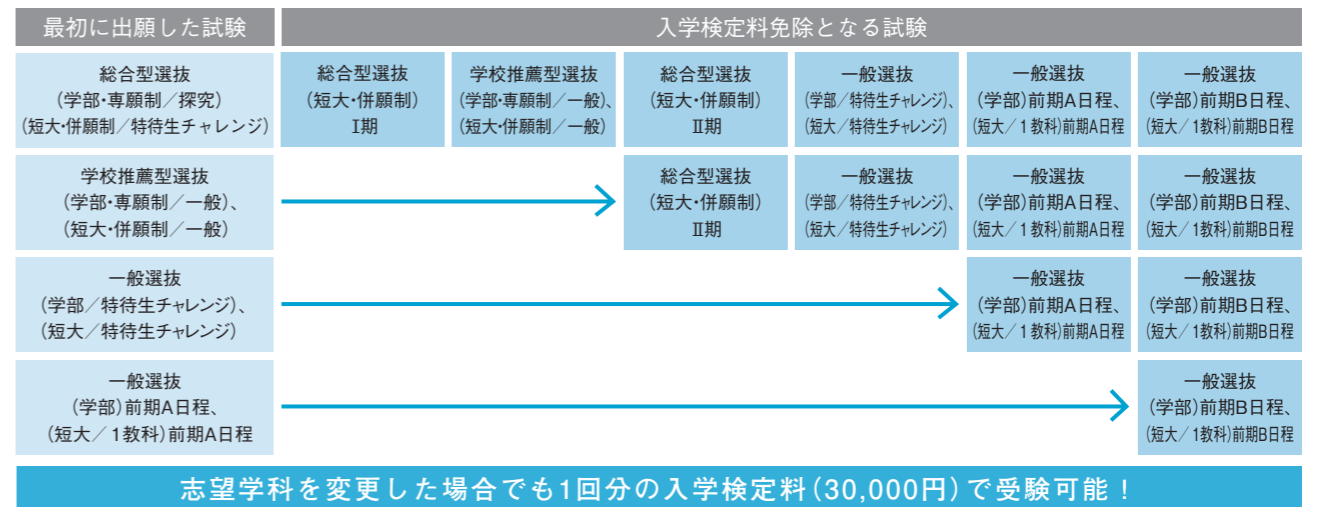 最初に出願した試験
入学検定料免除となる試験
総合型選抜
(学部・専願制／探究)
(短大・併願制／特待生チャレンジ)
総合型選抜
(短大・併願制)
Ⅰ期
学校推薦型選抜
(学部・専願制／一般)、
(短大・併願制／一般)
総合型選抜
(短大・併願制)
Ⅱ期
一般選抜
(学部／特待生チャレンジ)、
(短大／特待生チャレンジ)
一般選抜
(学部)前期A日程、
(短大／1教科)前期A日程
一般選抜
(学部)前期B日程、
(短大／1教科)前期B日程
学校推薦型選抜
(学部・専願制／一般)、
(短大・併願制／一般)
総合型選抜
(短大・併願制)
Ⅱ期
一般選抜
(学部／特待生チャレンジ)、
(短大／特待生チャレンジ)
一般選抜
(学部)前期A日程、
(短大／1教科)前期A日程
一般選抜
(学部)前期B日程、
(短大／1教科)前期B日程
一般選抜
(学部／特待生チャレンジ)、
(短大／特待生チャレンジ)
一般選抜
(学部)前期A日程、
(短大／1教科)前期A日程
一般選抜
(学部)前期B日程、
(短大／1教科)前期B日程
一般選抜
(学部)前期A日程、
(短大／1教科)前期A日程
一般選抜
(学部)前期B日程、
(短大／1教科)前期B日程
志望学科を変更した場合でも1回分の入学検定料(30,000円)で受験可能！